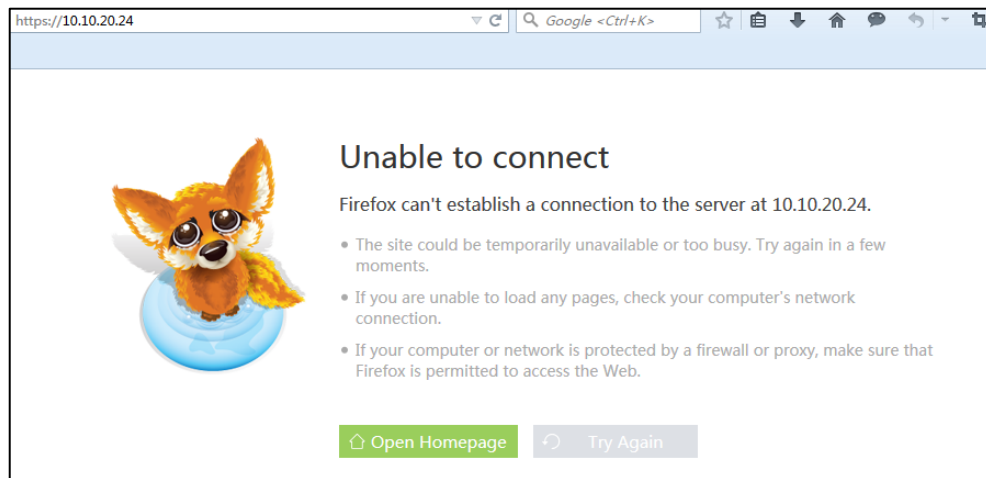 https://10.10.20.24
Google <Ctrl+K>
Unable to connect
Firefox can't establish a connection to the server at 10.10.20.24.
• The site could be temporarily unavailable or too busy. Try again in a few
moments.
• If you are unable to load any pages, check your computer's network
connection.
• If your computer or network is protected by a firewall or proxy, make sure that
Firefox is permitted to access the Web.
Open Homepage
Try Again